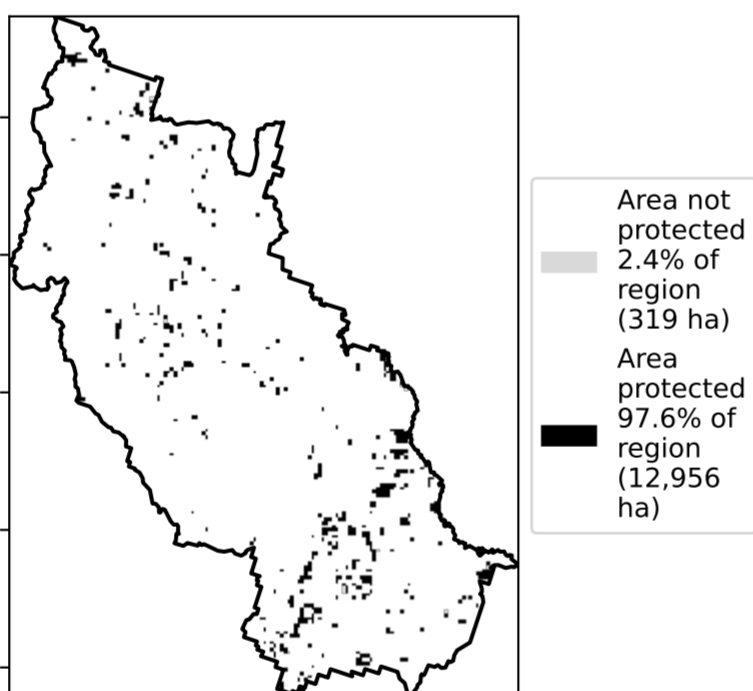 Area not
protected
2.4% of
region
(319 ha)
Area
protected
97.6% of
region
(12,956
ha)